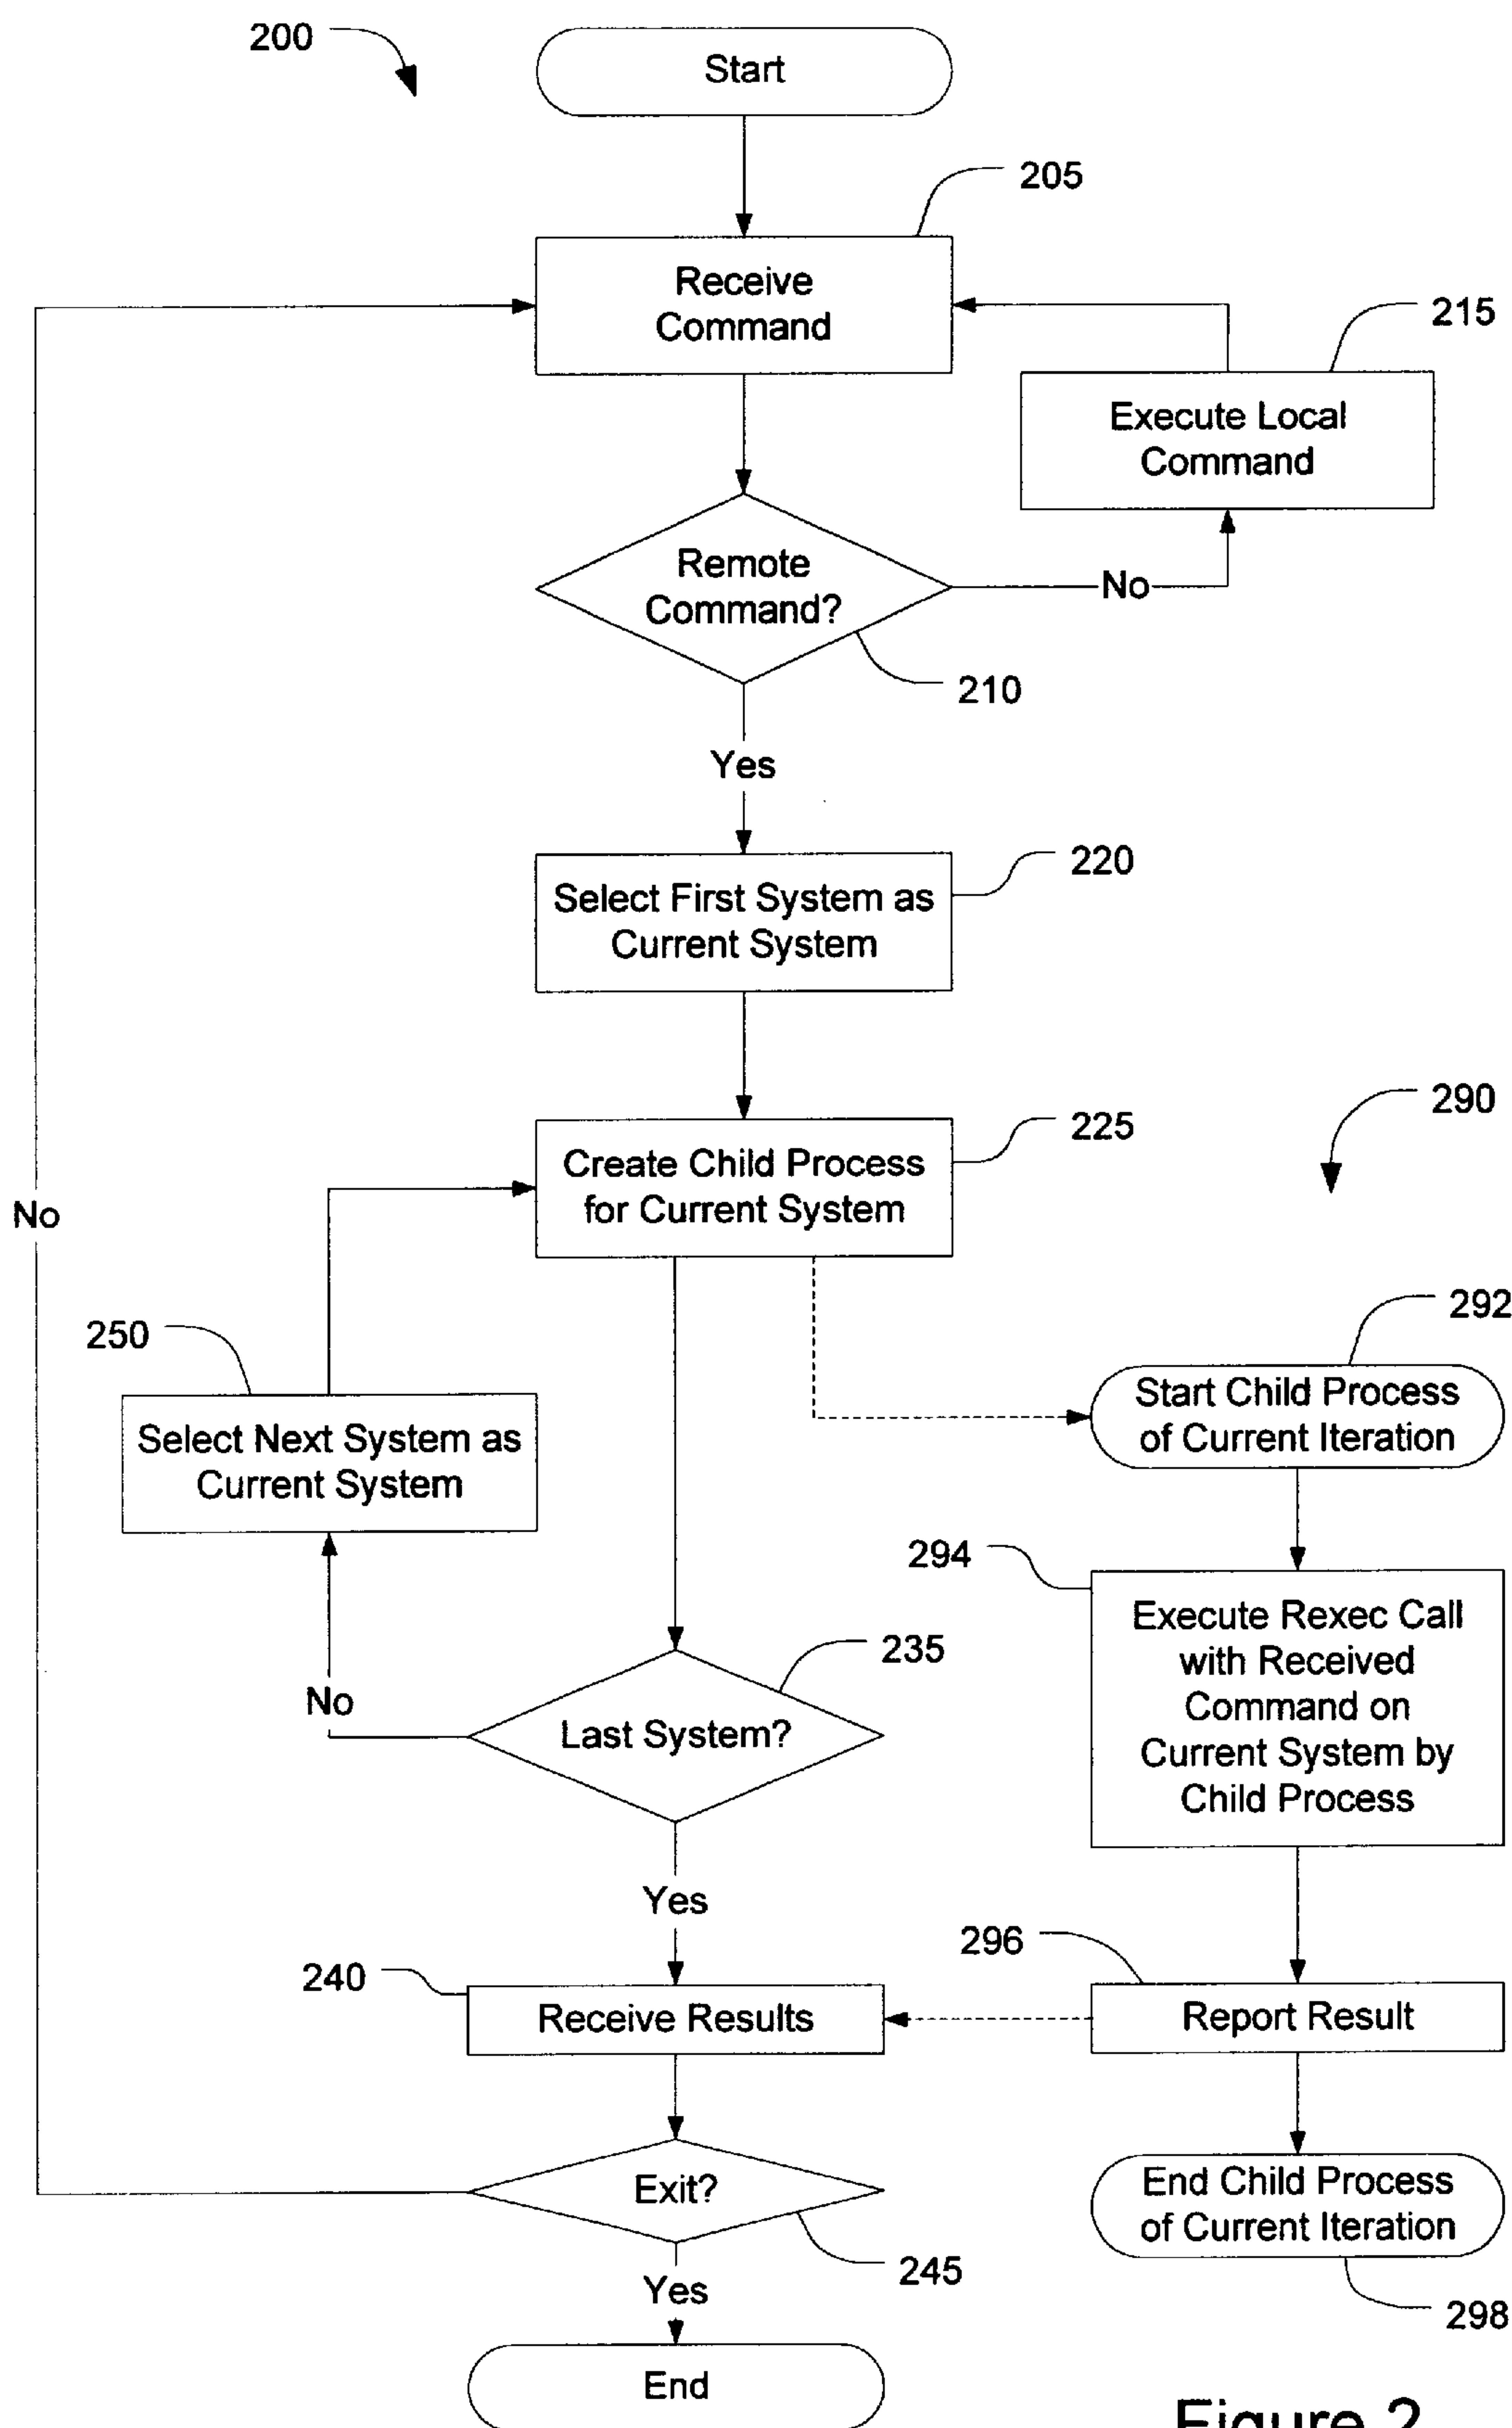 200
Start
205
Receive
Command
215
Execute Local
Command
Remote
Command?
No
210
Yes
220
Select First System as
Current System
290
225
Create Child Process
for Current System
No
292
250
Start Child Process
of Current Iteration
Select Next System as
Current System
294
Execute Rexec Call
with Received
Command on
Current System by
Child Process
235
No
Last System?
Yes
296
240
Receive Results
Report Result
Exit?
End Child Process
of Current Iteration
245
Yes
298
End
Figure 2